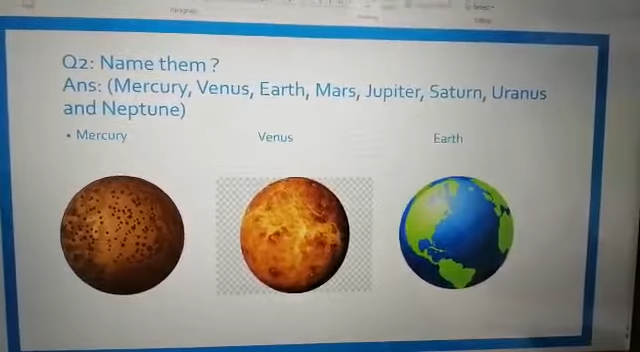 Q2: Name them ?
Ans: (Mercury, Venus, Earth, Mars, Jupiter, Saturn, Uranus
and Neptune)
• Mercury Venus Earth